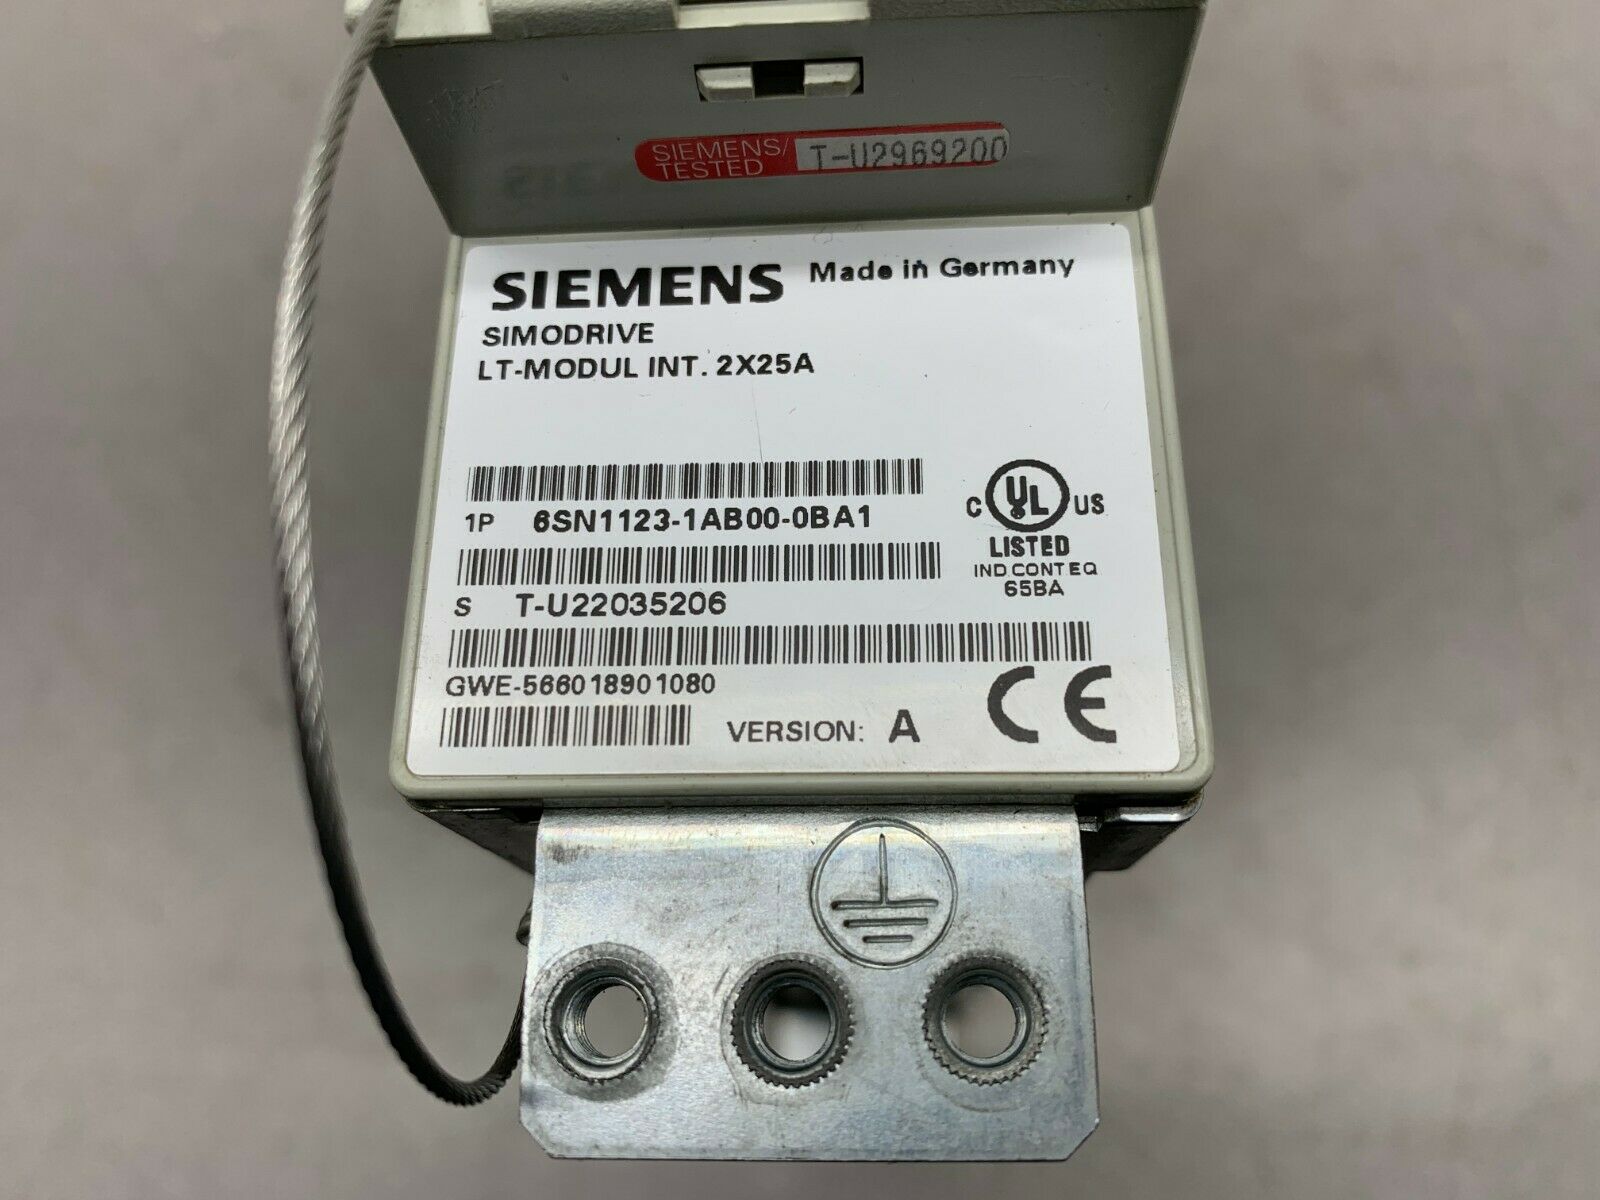 SIEMENS/
TESTED
T-U2969200
SIEMENS Made in Germany
SIMODRIVE
LT-MODUL INT. 2X25A
1P 6SN1123-1AB00-0BA1
C UL US
LISTED
IND.CONT.EQ
65BA
S T-U22035206
GWE-566018901080
VERSION: A
CE